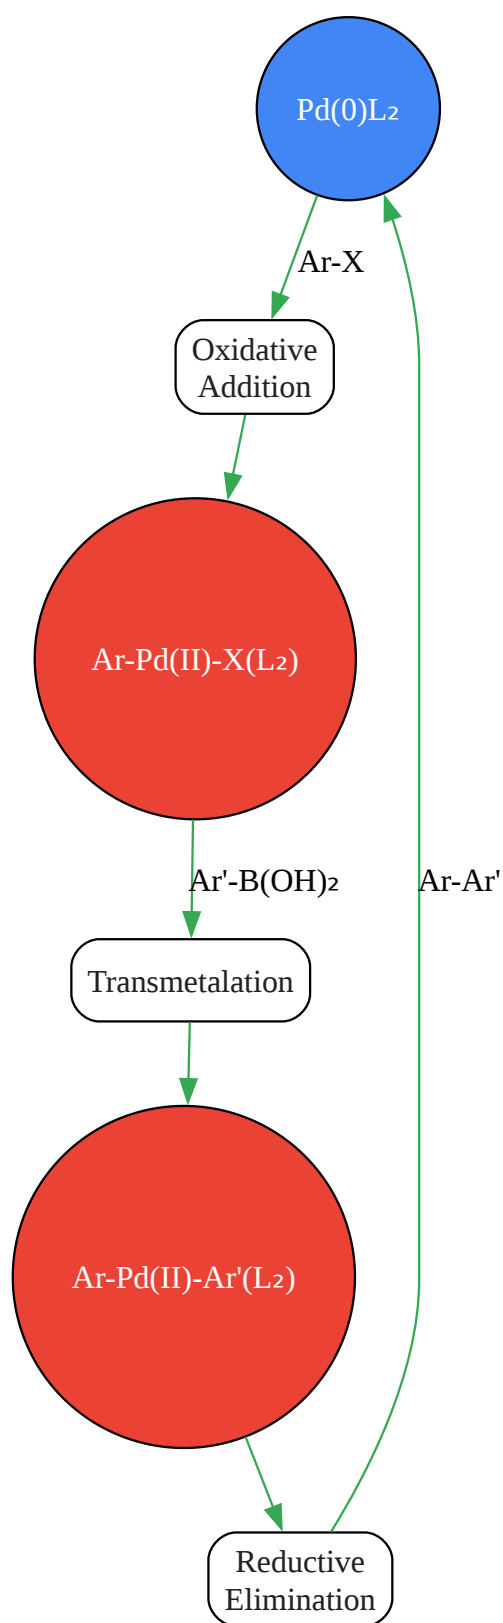 Pd(0)L₂
Ar-X
Oxidative
Addition
Ar-Pd(II)-X(L₂)
Ar'-B(OH)₂
Ar-Ar'
Transmetalation
Ar-Pd(II)-Ar'(L₂)
Reductive
Elimination